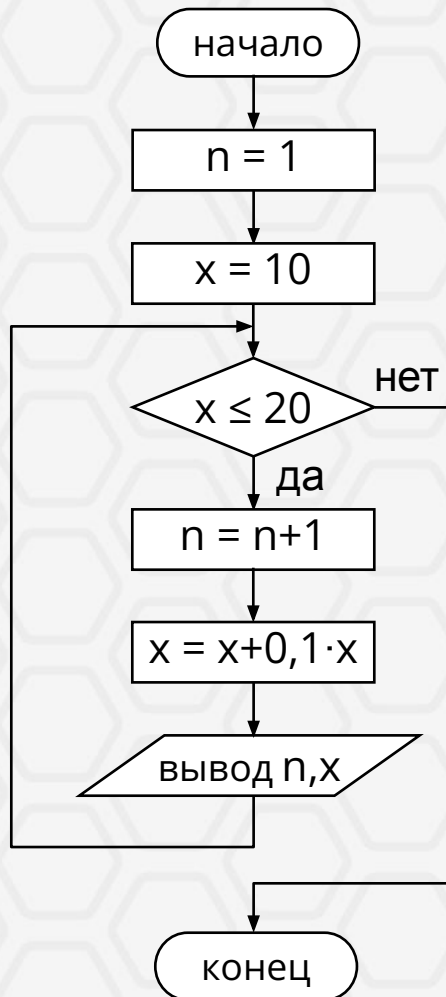 начало
n = 1
x = 10
x ≤ 20
нет
да
n = n+1
x = x+0,1·x
вывод n,x
конец